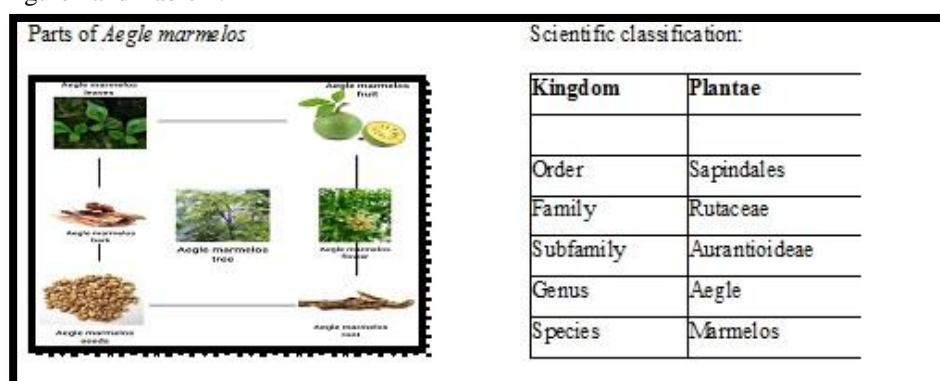 Parts of Aegle marmelos
Aegle marmelos
leaves
Aegle marmelos
fruit
Aegle marmelos
bark
Aegle marmelos
tree
Aegle marmelos
flower
Aegle marmelos
seeds
Aegle marmelos
root
Scientific classification:
Kingdom Plantae
Order Sapindales
Family Rutaceae
Subfamily Aurantioideae
Genus Aegle
Species Marmelos